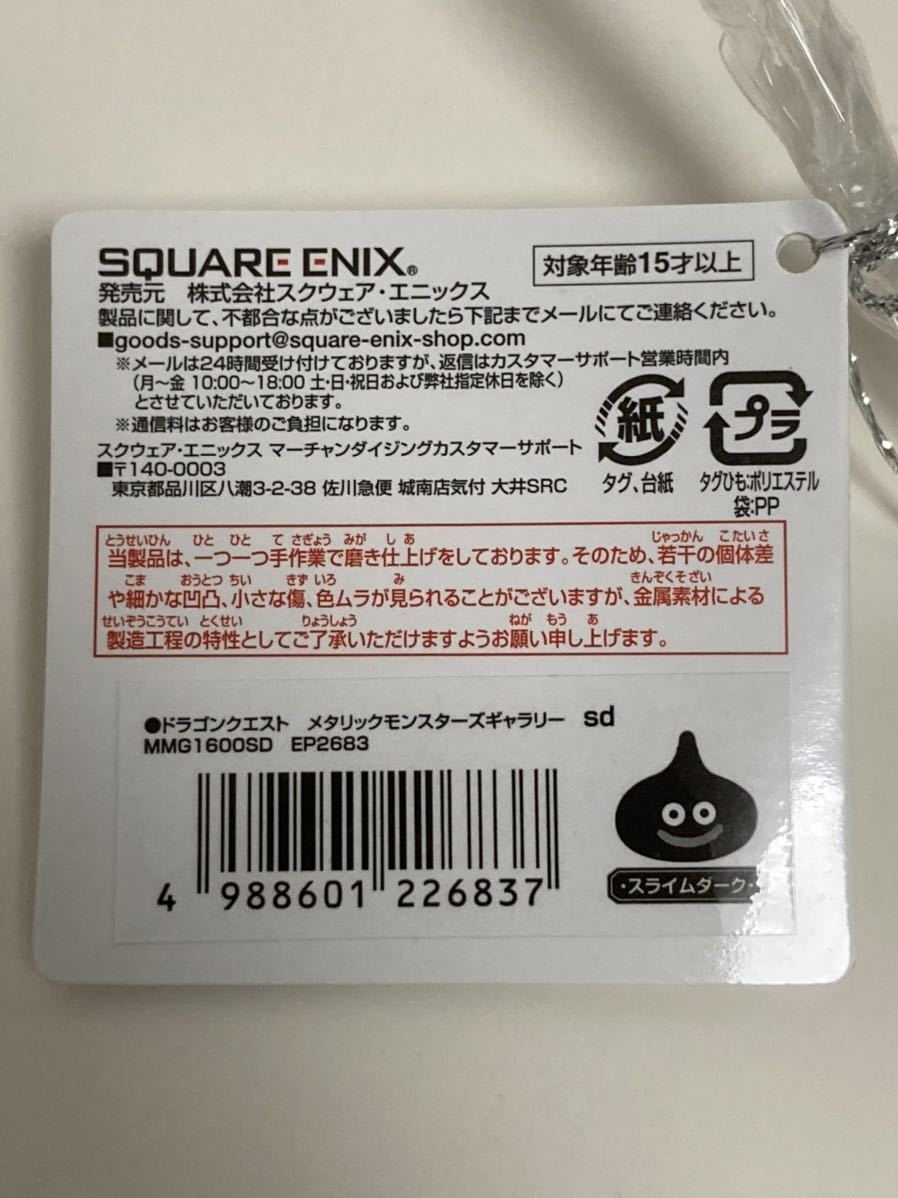 SQUARE ENIX®
対象年齢15才以上
発売元 株式会社スクウェア・エニックス
製品に関して、不都合な点がございましたら下記までメールにてご連絡ください。
■goods-support@square-enix-shop.com
※メールは24時間受け付けておりますが、返信はカスタマーサポート営業時間内
(月〜金 10:00〜18:00 土・日・祝日および弊社指定休日を除く)
とさせていただいております。
※通信料はお客様のご負担になります。
スクウェア・エニックス マーチャンダイジングカスタマーサポート
■〒140-0003
東京都品川区八潮3-2-38 佐川急便 城南店気付 大井SRC
紙
タグ、台紙
プラ
タグひも:ポリエステル
袋:PP
とうせいひん ひと ひと て さぎょう みが し あ じゃっかん こたいさ
当製品は、一つ一つ手作業で磨き仕上げをしております。そのため、若干の個体差
こま おうとつ ちい きず いろ み きんぞくそざい
や細かな凹凸、小さな傷、色ムラが見られることがございますが、金属素材による
せいぞうこうてい とくせい りょうしょう ねが もう あ
製造工程の特性としてご了承いただけますようお願い申し上げます。
●ドラゴンクエスト メタリックモンスターズギャラリー sd
MMG1600SD EP2683
4 988601 226837
・スライムダーク・